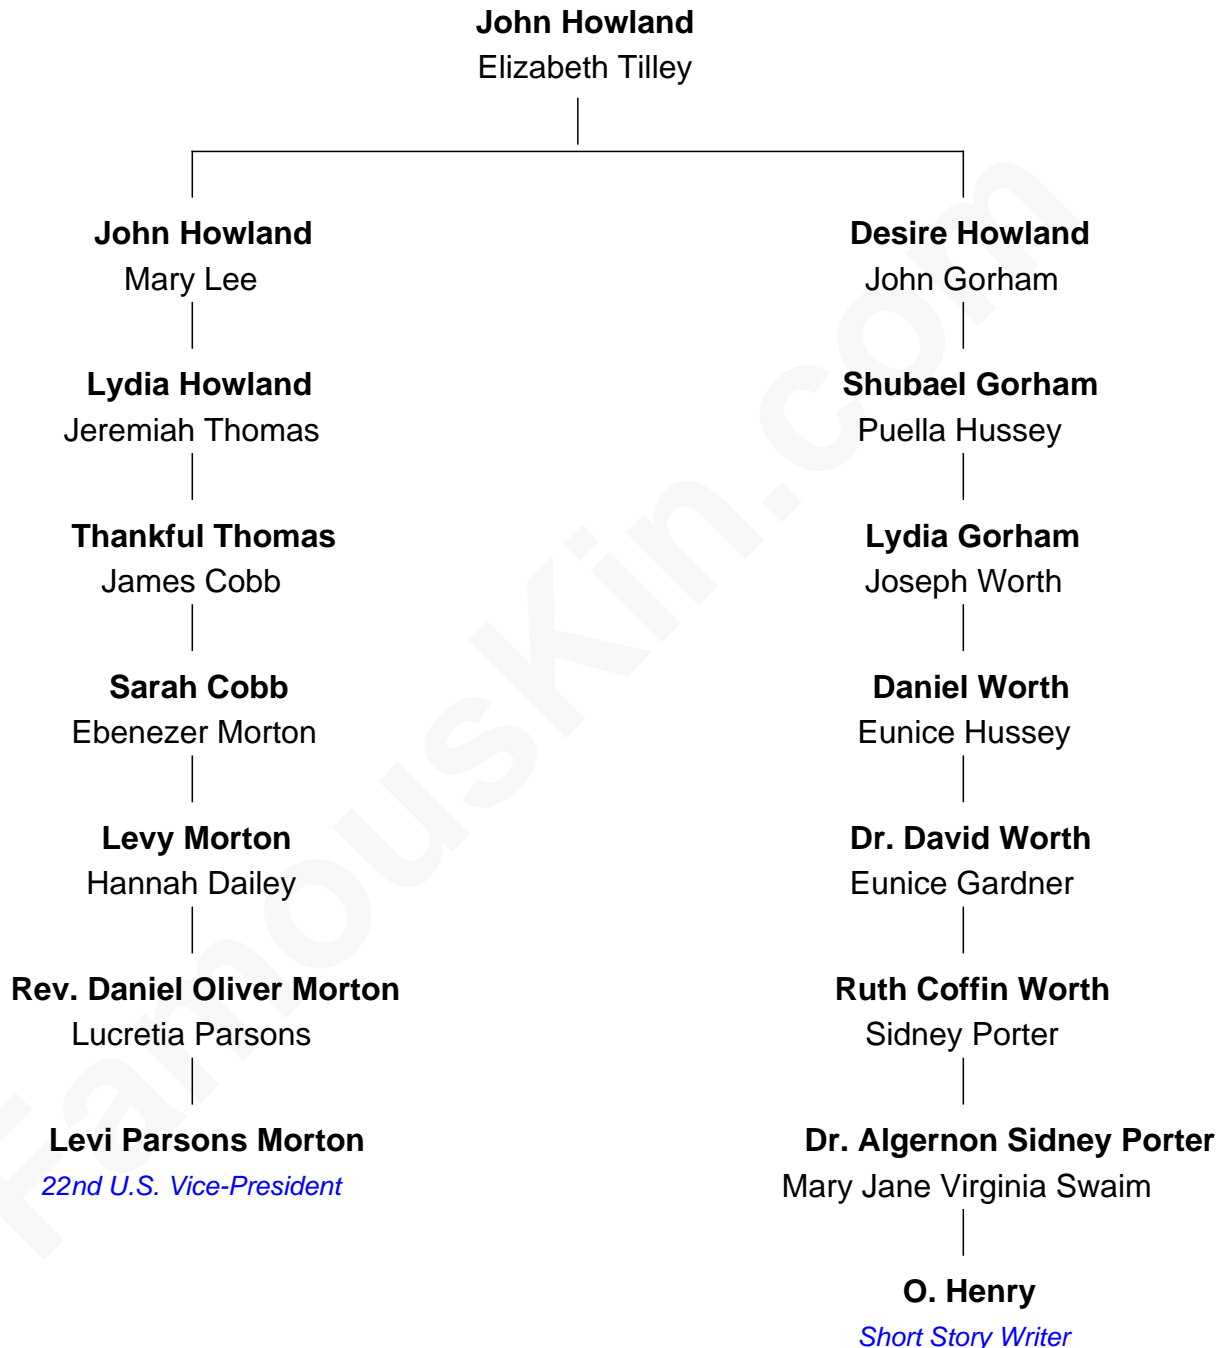 John Howland
Elizabeth Tilley
John Howland
Mary Lee
Lydia Howland
Jeremiah Thomas
Thankful Thomas
James Cobb
Sarah Cobb
Ebenezer Morton
Levy Morton
Hannah Dailey
Rev. Daniel Oliver Morton
Lucretia Parsons
Levi Parsons Morton
22nd U.S. Vice-President
Desire Howland
John Gorham
Shubael Gorham
Puella Hussey
Lydia Gorham
Joseph Worth
Daniel Worth
Eunice Hussey
Dr. David Worth
Eunice Gardner
Ruth Coffin Worth
Sidney Porter
Dr. Algernon Sidney Porter
Mary Jane Virginia Swaim
O. Henry
Short Story Writer
FamousKin.com